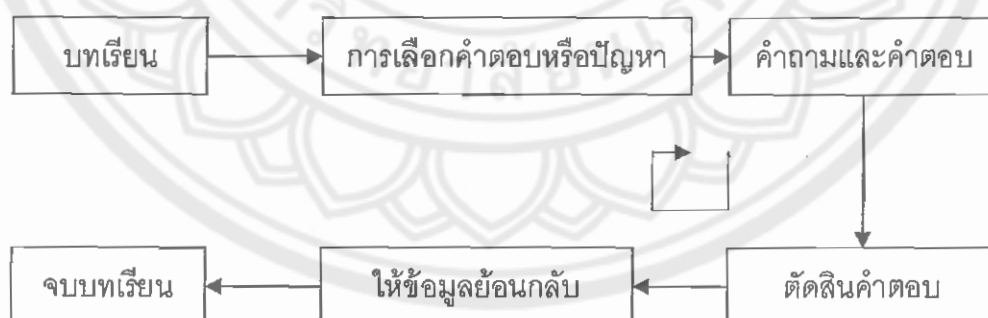 บทเรียน
การเลือกคำตอบหรือปัญหา
คำถามและคำตอบ
จบบทเรียน
ให้ข้อมูลย้อนกลับ
ตัดสินคำตอบ